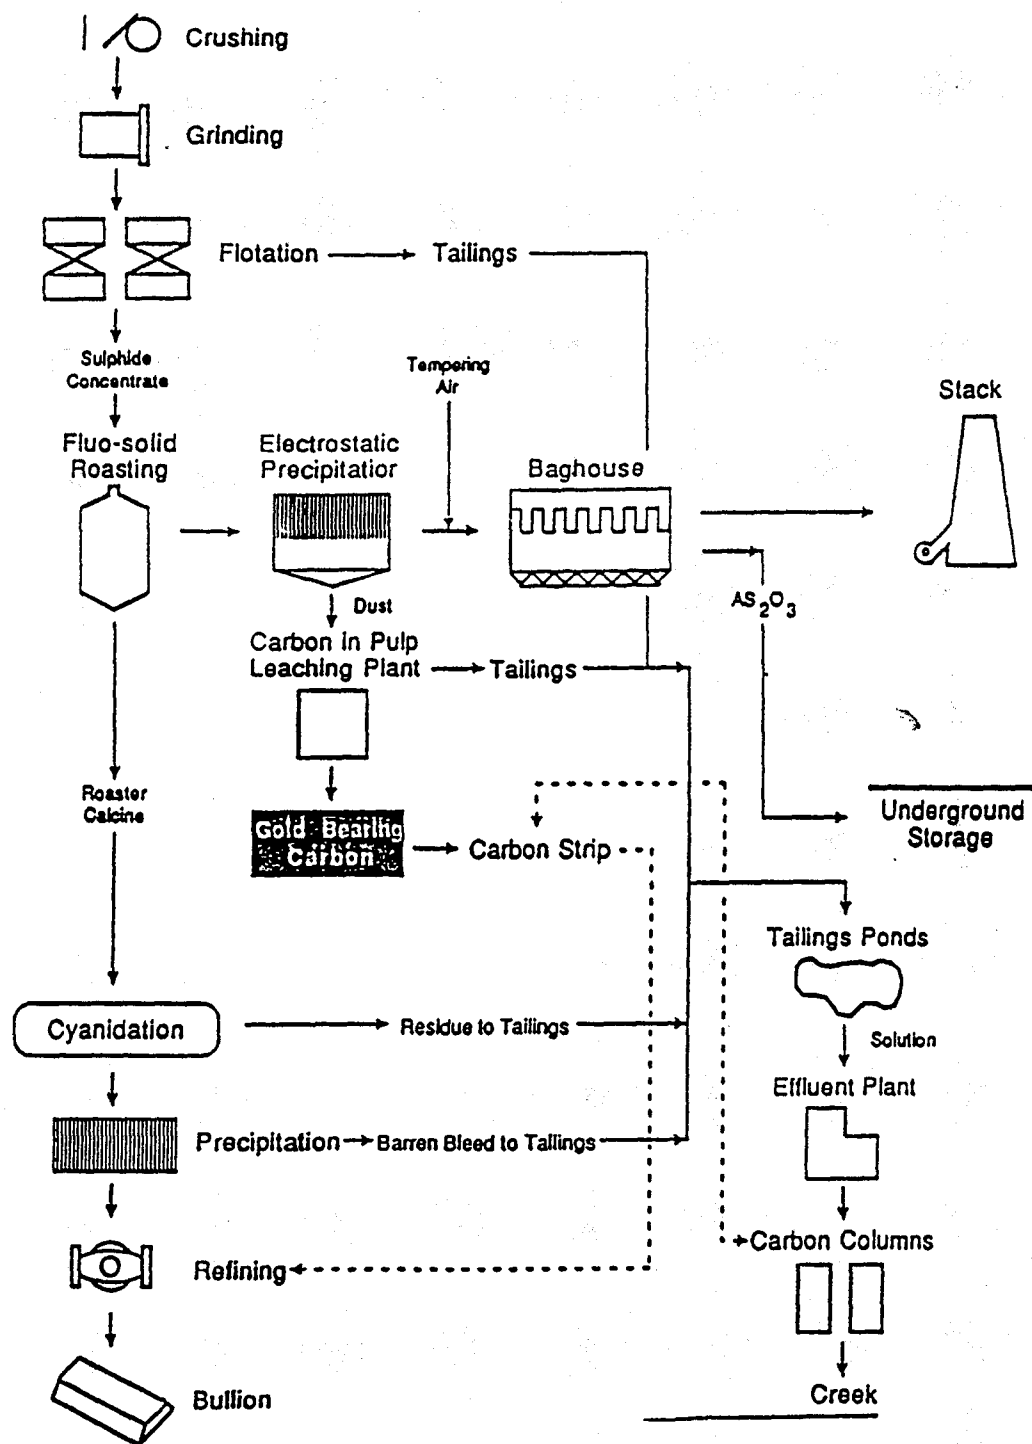 Crushing
Grinding
Flotation
Tailings
Sulphide
Concentrate
Tempering
Air
Stack
Fluo-solid
Roasting
Electrostatic
Precipitatior
Baghouse
Dust
AS2O3
Carbon in Pulp
Leaching Plant
Tailings
Roaster
Calcine
Gold Bearing
Carbon
Carbon Strip
Underground
Storage
Tailings Ponds
Cyanidation
Residue to Tailings
Solution
Effluent Plant
Precipitation
Barren Bleed to Tailings
Carbon Columns
Refining
Bullion
Creek